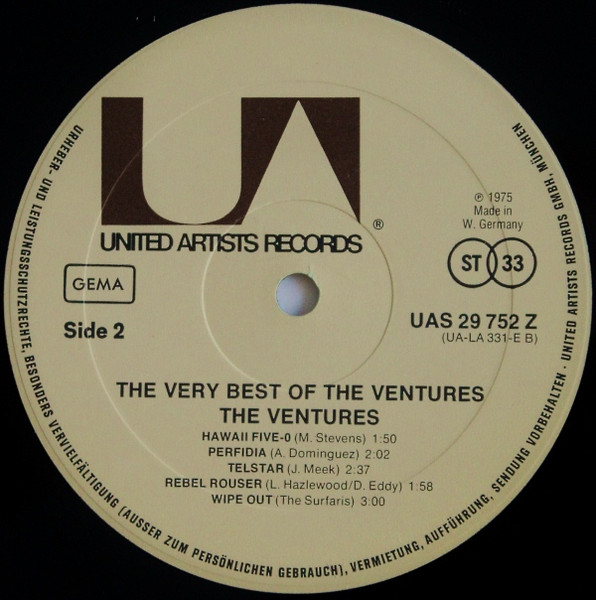 UA
UNITED ARTISTS RECORDS ®
℗ 1975
Made in
W. Germany
GEMA
ST 33
Side 2
UAS 29 752 Z
(UA-LA 331-E B)
THE VERY BEST OF THE VENTURES
THE VENTURES
HAWAII FIVE-0 (M. Stevens) 1:50
PERFIDIA (A. Dominguez) 2:02
TELSTAR (J. Meek) 2:37
REBEL ROUSER (L. Hazlewood/D. Eddy) 1:58
WIPE OUT (The Surfaris) 3:00
URHEBER- UND LEISTUNGSSCHUTZRECHTE, BESONDERS VERVIELFÄLTIGUNG (AUSSER ZUM PERSÖNLICHEN GEBRAUCH), VERMIETUNG, AUFFÜHRUNG, SENDUNG VORBEHALTEN · UNITED ARTISTS RECORDS GMBH, MÜNCHEN